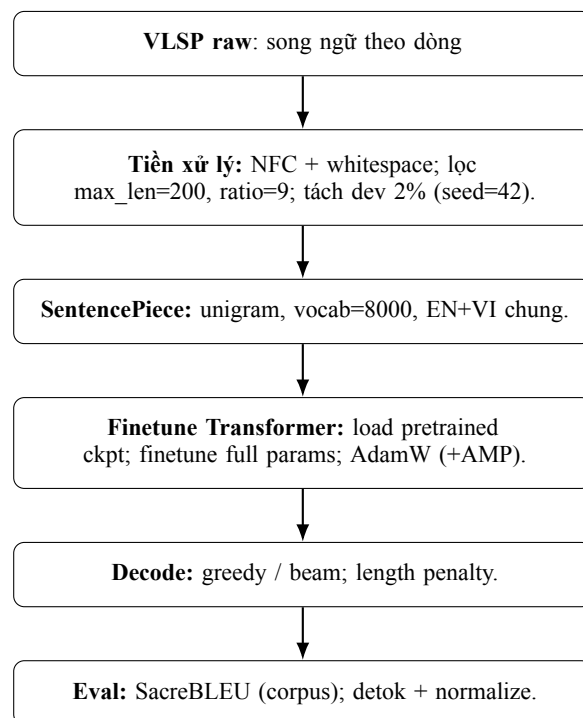 VLSP raw: song ngữ theo dòng
Tiền xử lý: NFC + whitespace; lọc
max_len=200, ratio=9; tách dev 2% (seed=42).
SentencePiece: unigram, vocab=8000, EN+VI chung.
Finetune Transformer: load pretrained
ckpt; finetune full params; AdamW (+AMP).
Decode: greedy / beam; length penalty.
Eval: SacreBLEU (corpus); detok + normalize.